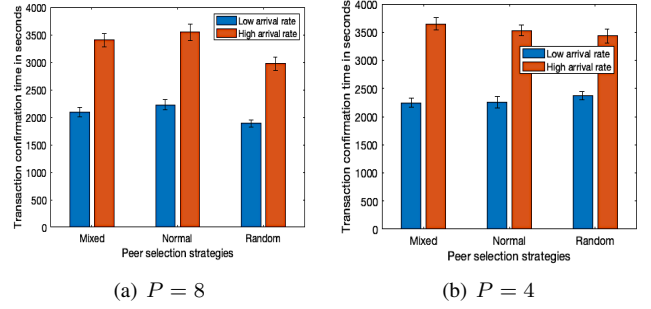 Transaction confirmation time in seconds
4000
3500
3000
2500
2000
1500
1000
500
0
Low arrival rate
High arrival rate
Mixed Normal Random
Peer selection strategies
(a) P = 8
Transaction confirmation time in seconds
4000
3500
3000
2500
2000
1500
1000
500
0
Low arrival rate
High arrival rate
Mixed Normal Random
Peer selection strategies
(b) P = 4